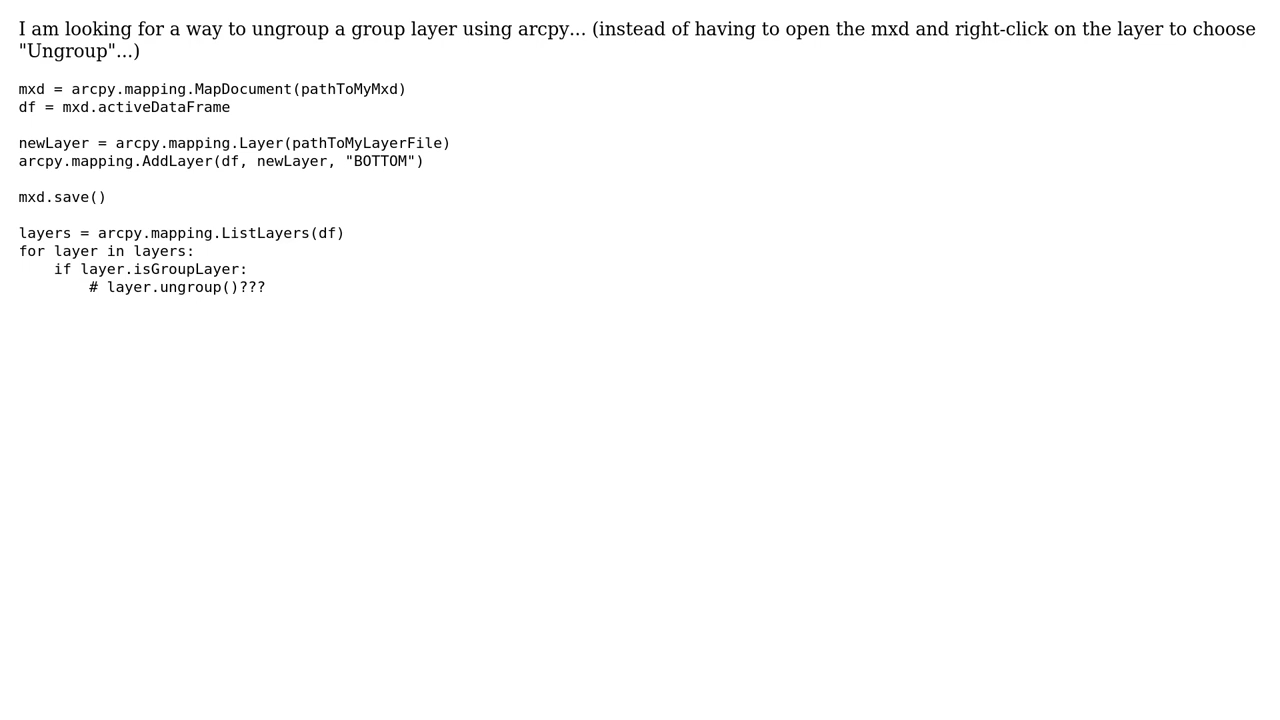 I am looking for a way to ungroup a group layer using arcpy... (instead of having to open the mxd and right-click on the layer to choose
"Ungroup"...)
mxd = arcpy.mapping.MapDocument(pathToMyMxd)
df = mxd.activeDataFrame
newLayer = arcpy.mapping.Layer(pathToMyLayerFile)
arcpy.mapping.AddLayer(df, newLayer, "BOTTOM")
mxd.save()
layers = arcpy.mapping.ListLayers(df)
for layer in layers:
    if layer.isGroupLayer:
        # layer.ungroup()???